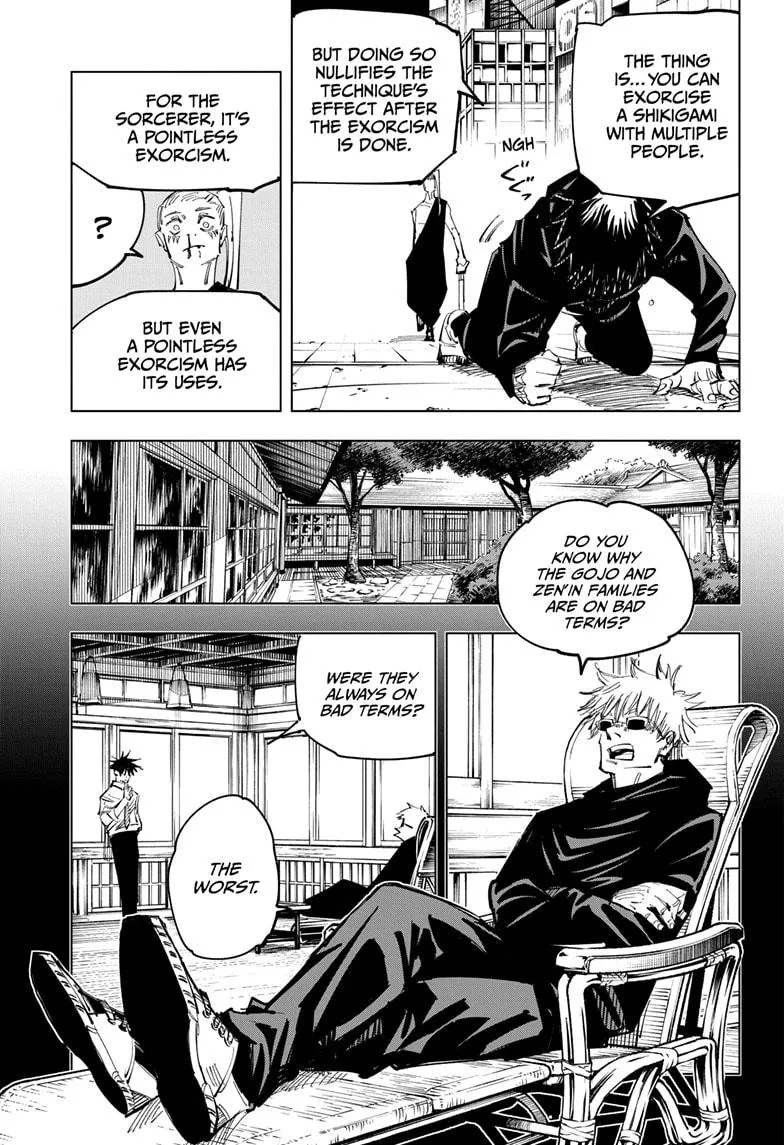 THE THING
IS...YOU CAN
EXORCISE
A SHIKIGAMI
WITH MULTIPLE
PEOPLE.
BUT DOING SO
NULLIFIES THE
TECHNIQUE'S
EFFECT AFTER
THE EXORCISM
IS DONE.
NGH
FOR THE
SORCERER, IT'S
A POINTLESS
EXORCISM.
?
BUT EVEN
A POINTLESS
EXORCISM HAS
ITS USES.
DO YOU
KNOW WHY
THE GOJO AND
ZEN'IN FAMILIES
ARE ON BAD
TERMS?
WERE THEY
ALWAYS ON
BAD TERMS?
THE
WORST.